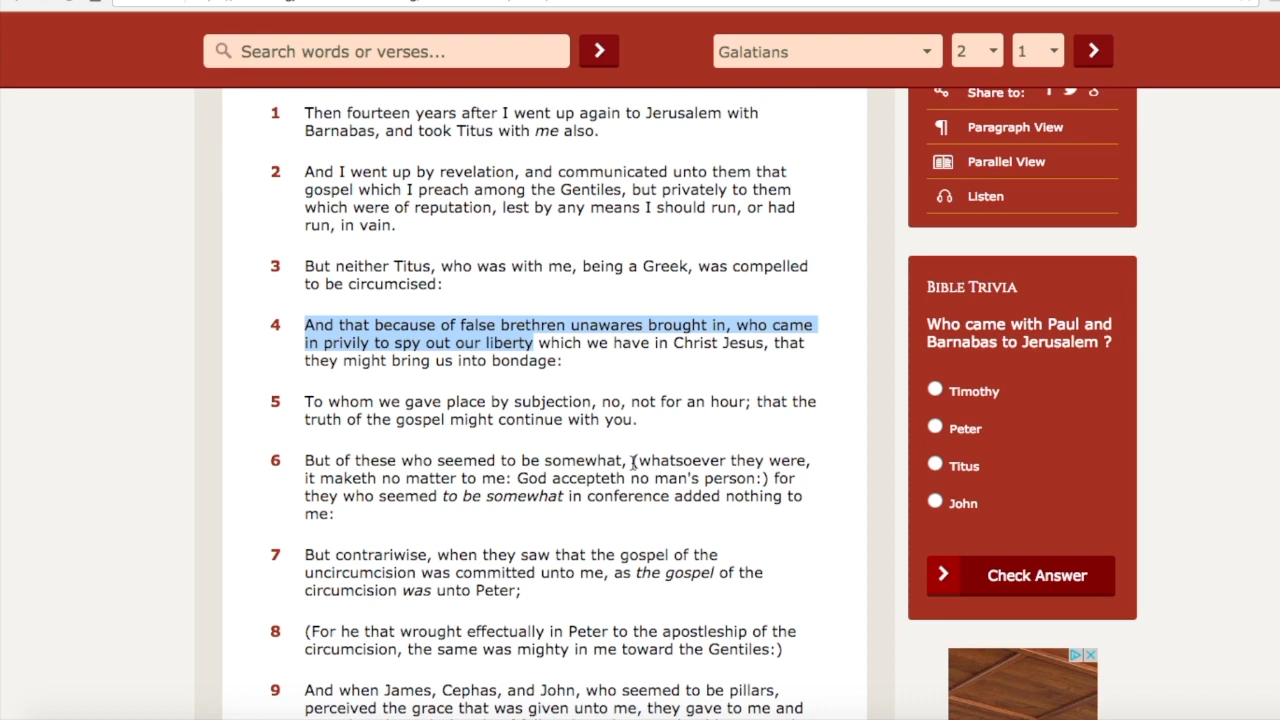 Search words or verses...
Galatians
2
1
1 Then fourteen years after I went up again to Jerusalem with
Barnabas, and took Titus with me also.
2 And I went up by revelation, and communicated unto them that
gospel which I preach among the Gentiles, but privately to them
which were of reputation, lest by any means I should run, or had
run, in vain.
3 But neither Titus, who was with me, being a Greek, was compelled
to be circumcised:
4 And that because of false brethren unawares brought in, who came
in privily to spy out our liberty which we have in Christ Jesus, that
they might bring us into bondage:
5 To whom we gave place by subjection, no, not for an hour; that the
truth of the gospel might continue with you.
6 But of these who seemed to be somewhat, (whatsoever they were,
it maketh no matter to me: God accepteth no man's person:) for
they who seemed to be somewhat in conference added nothing to
me:
7 But contrariwise, when they saw that the gospel of the
uncircumcision was committed unto me, as the gospel of the
circumcision was unto Peter;
8 (For he that wrought effectually in Peter to the apostleship of the
circumcision, the same was mighty in me toward the Gentiles:)
9 And when James, Cephas, and John, who seemed to be pillars,
perceived the grace that was given unto me, they gave to me and
Share to:
Paragraph View
Parallel View
Listen
BIBLE TRIVIA
Who came with Paul and
Barnabas to Jerusalem ?
Timothy
Peter
Titus
John
Check Answer